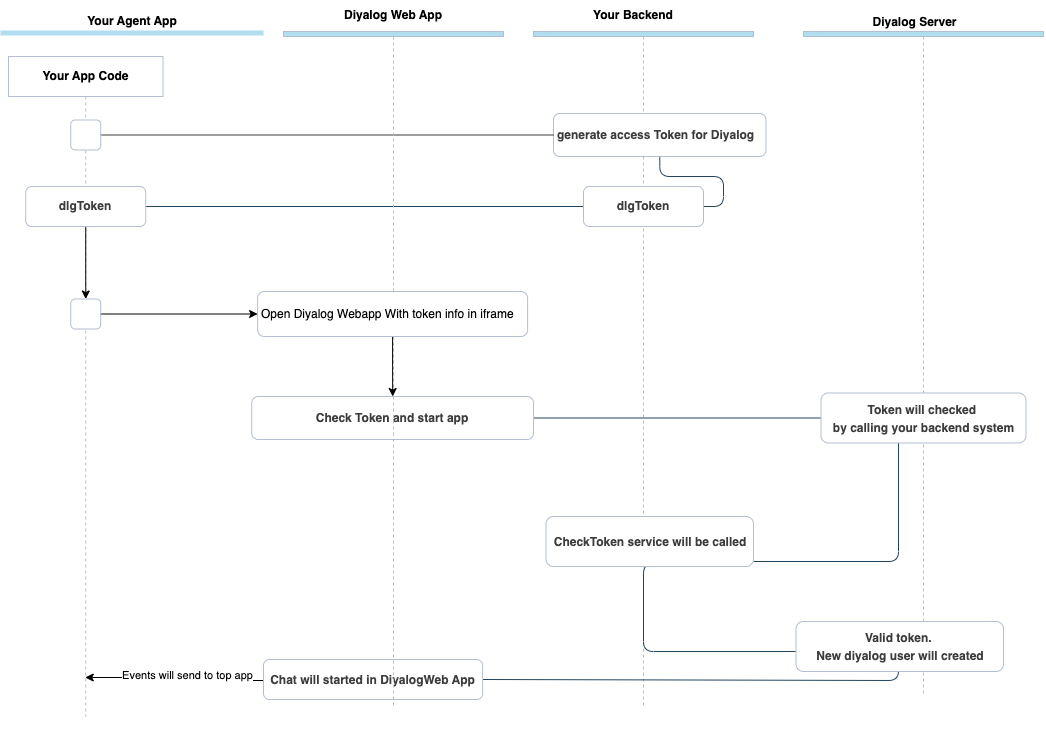 Your Agent App
Diyalog Web App
Your Backend
Diyalog Server
Your App Code
generate access Token for Diyalog
dlgToken
dlgToken
Open Diyalog Webapp With token info in iframe
Check Token and start app
Token will checked
by calling your backend system
CheckToken service will be called
Valid token.
New diyalog user will created
Events will send to top app
Chat will started in DiyalogWeb App